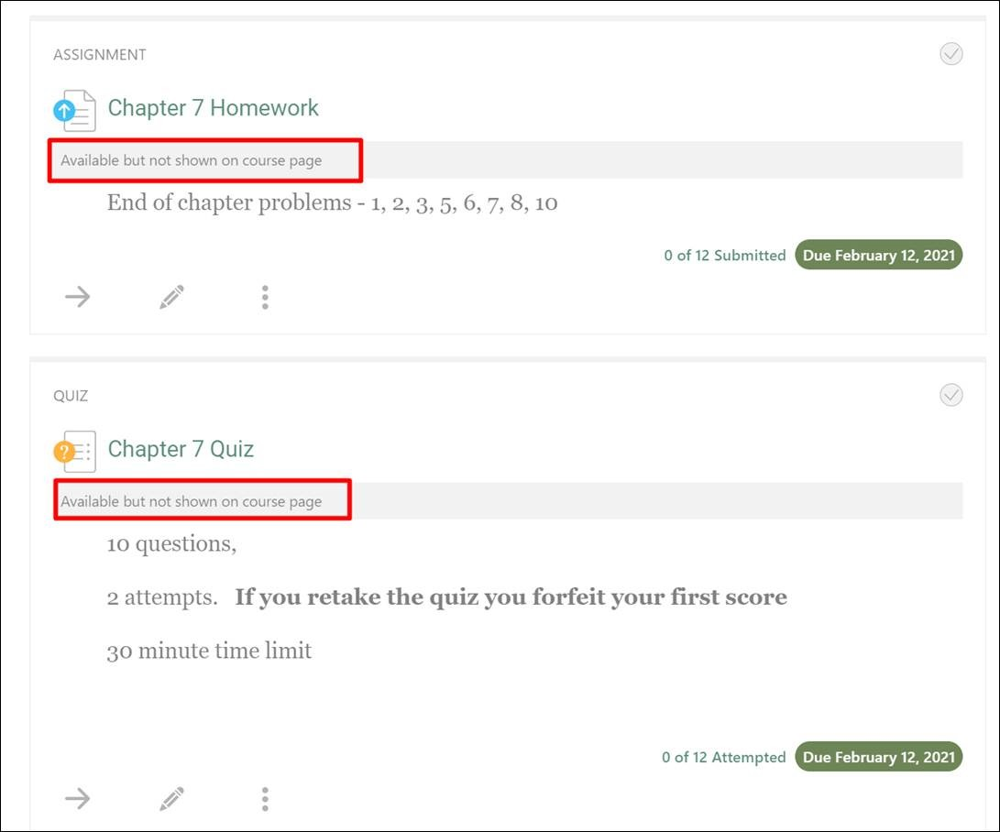 ASSIGNMENT
Chapter 7 Homework
Available but not shown on course page
End of chapter problems - 1, 2, 3, 5, 6, 7, 8, 10
0 of 12 Submitted Due February 12, 2021
QUIZ
? Chapter 7 Quiz
Available but not shown on course page
10 questions,
2 attempts. If you retake the quiz you forfeit your first score
30 minute time limit
0 of 12 Attempted Due February 12, 2021